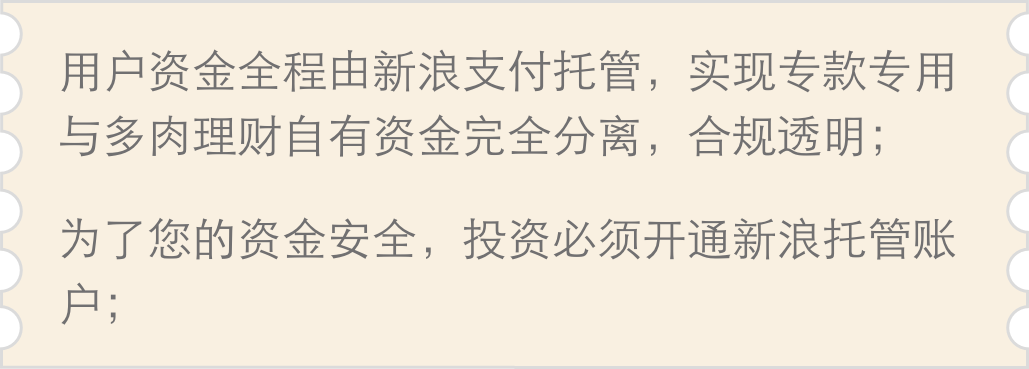 用户资金全程由新浪支付托管，实现专款专用
与多肉理财自有资金完全分离，合规透明；
为了您的资金安全，投资必须开通新浪托管账
户；